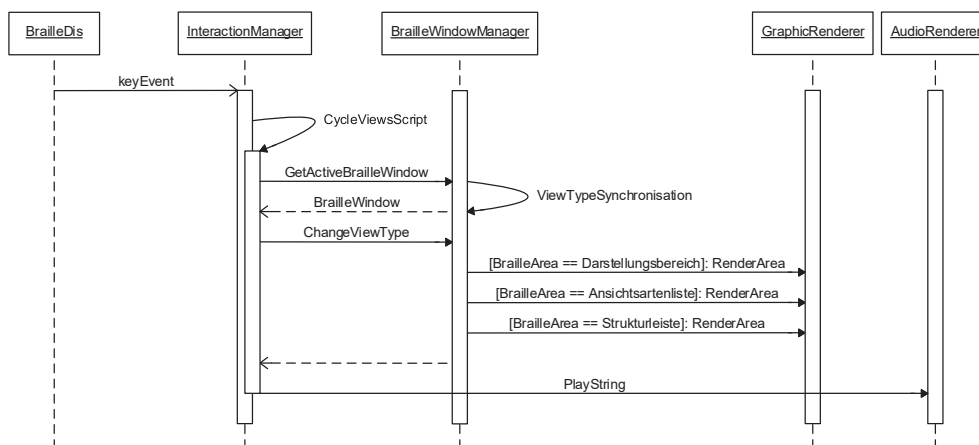 BrailleDis
InteractionManager
BrailleWindowManager
GraphicRenderer
AudioRenderer
keyEvent
CycleViewsScript
GetActiveBrailleWindow
ViewTypeSynchronisation
BrailleWindow
ChangeViewType
[BrailleArea == Darstellungsbereich]: RenderArea
[BrailleArea == Ansichtsartenliste]: RenderArea
[BrailleArea == Strukturleiste]: RenderArea
PlayString